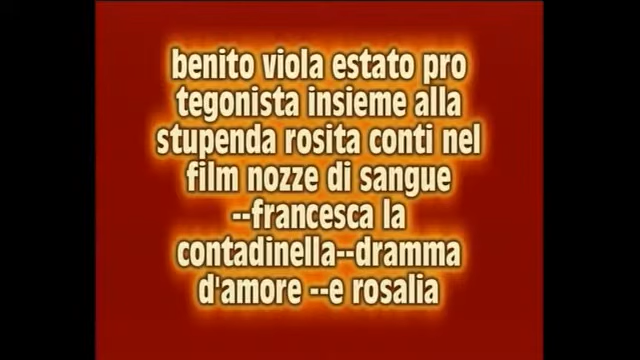 benito viola estato pro
tegonista insieme alla
stupenda rosita conti nel
film nozze di sangue
--francesca la
contadinella--dramma
d'amore --e rosalia